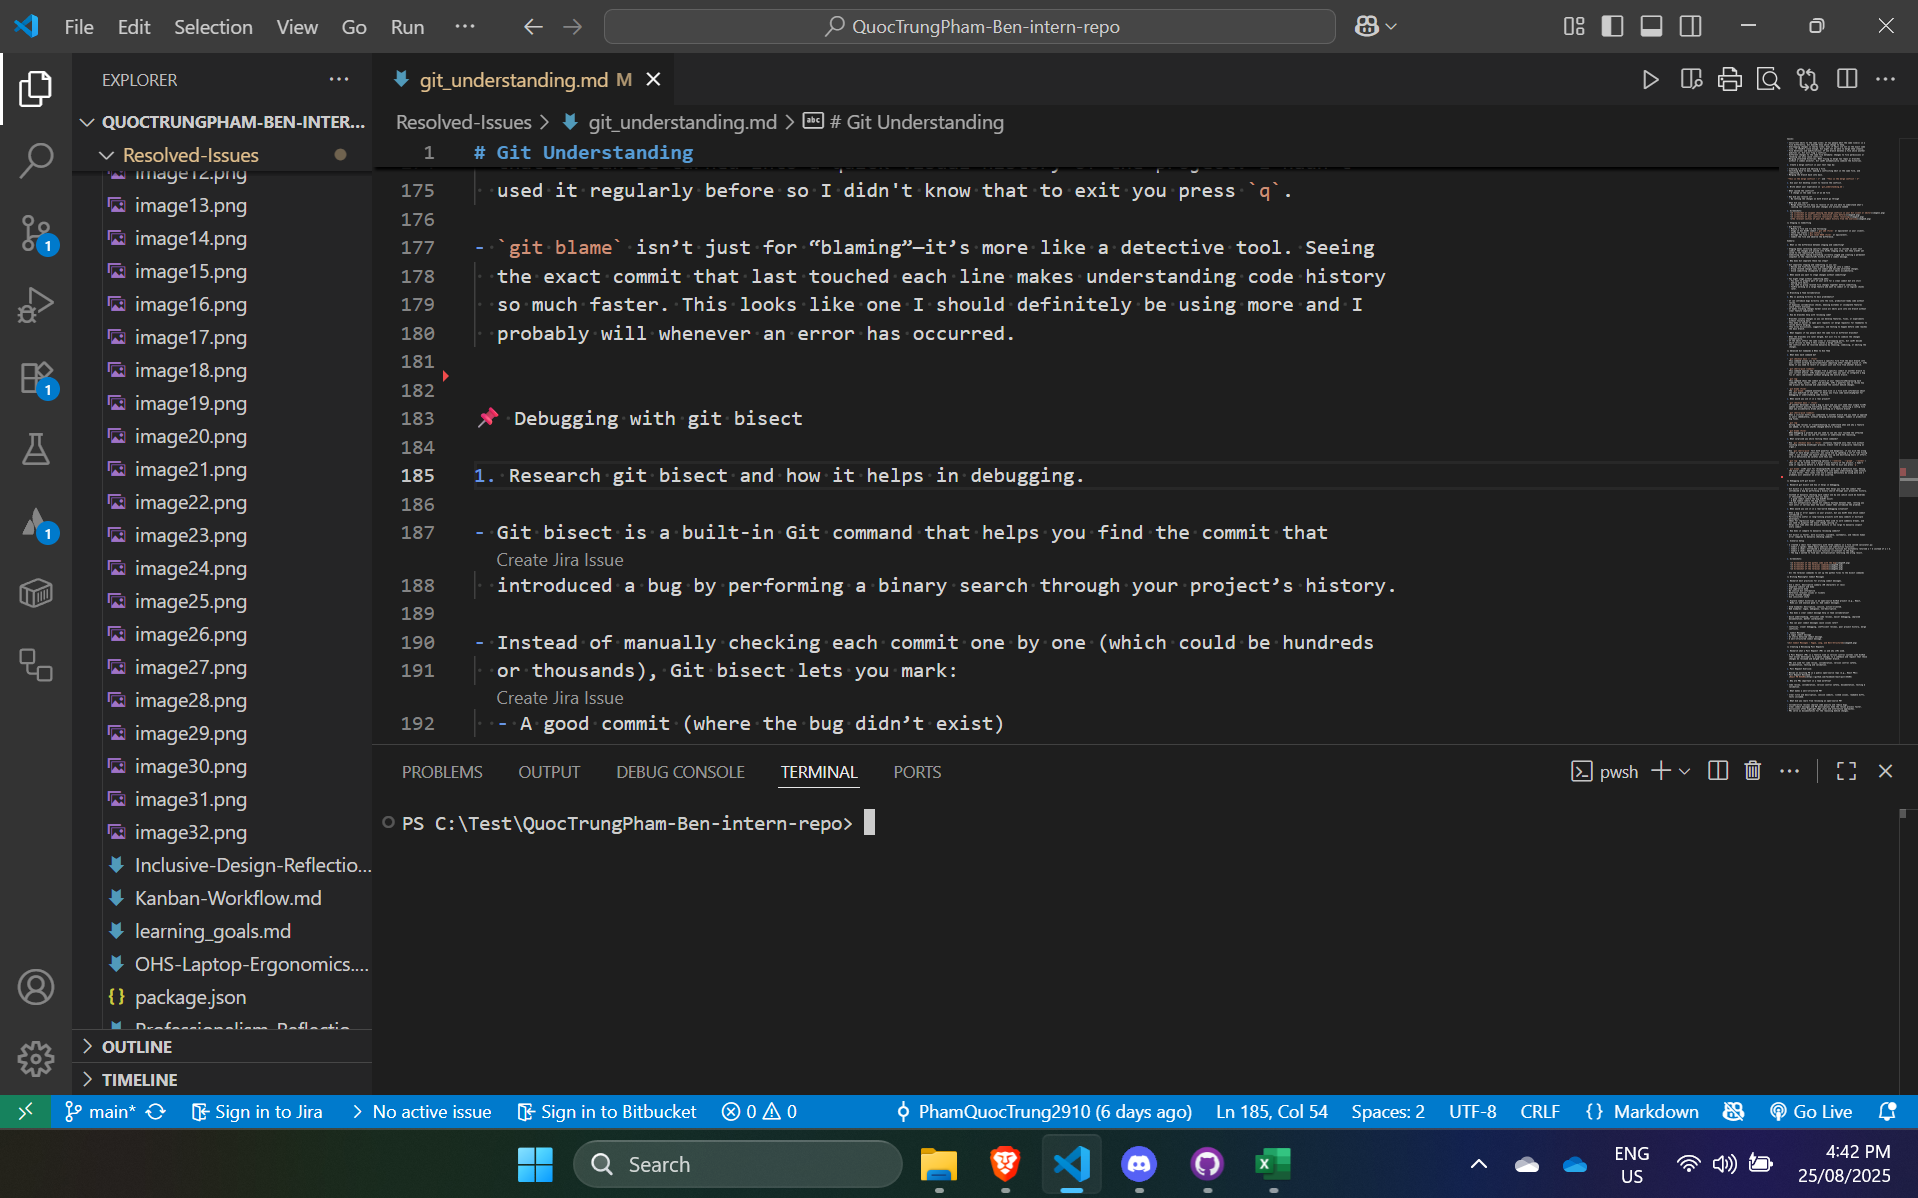 File Edit Selection View Go Run ···
QuocTrungPham-Ben-intern-repo
EXPLORER
QUOCTRUNGPHAM-BEN-INTER...
Resolved-Issues
image12.png
image13.png
image14.png
image15.png
image16.png
image17.png
image18.png
image19.png
image20.png
image21.png
image22.png
image23.png
image24.png
image25.png
image26.png
image27.png
image28.png
image29.png
image30.png
image31.png
image32.png
Inclusive-Design-Reflectio...
Kanban-Workflow.md
learning_goals.md
OHS-Laptop-Ergonomics....
package.json
OUTLINE
TIMELINE
1
1
1
git_understanding.md M
Resolved-Issues > git_understanding.md > # Git Understanding
1 # Git Understanding
175 used it regularly before so I didn't know that to exit you press `q`.
176
177 - `git blame` isn’t just for “blaming”—it’s more like a detective tool. Seeing
178 the exact commit that last touched each line makes understanding code history
179 so much faster. This looks like one I should definitely be using more and I
180 probably will whenever an error has occurred.
181
182
183 📌 Debugging with git bisect
184
185 1. Research git bisect and how it helps in debugging.
186
187 - Git bisect is a built-in Git command that helps you find the commit that
Create Jira Issue
188 introduced a bug by performing a binary search through your project’s history.
189
190 - Instead of manually checking each commit one by one (which could be hundreds
191 or thousands), Git bisect lets you mark:
Create Jira Issue
192 - A good commit (where the bug didn’t exist)
PROBLEMS OUTPUT DEBUG CONSOLE TERMINAL PORTS
pwsh
PS C:\Test\QuocTrungPham-Ben-intern-repo>
main* Sign in to Jira No active issue Sign in to Bitbucket 0 0 PhamQuocTrung2910 (6 days ago) Ln 185, Col 54 Spaces: 2 UTF-8 CRLF {} Markdown Go Live
Search
ENG
US
4:42 PM
25/08/2025